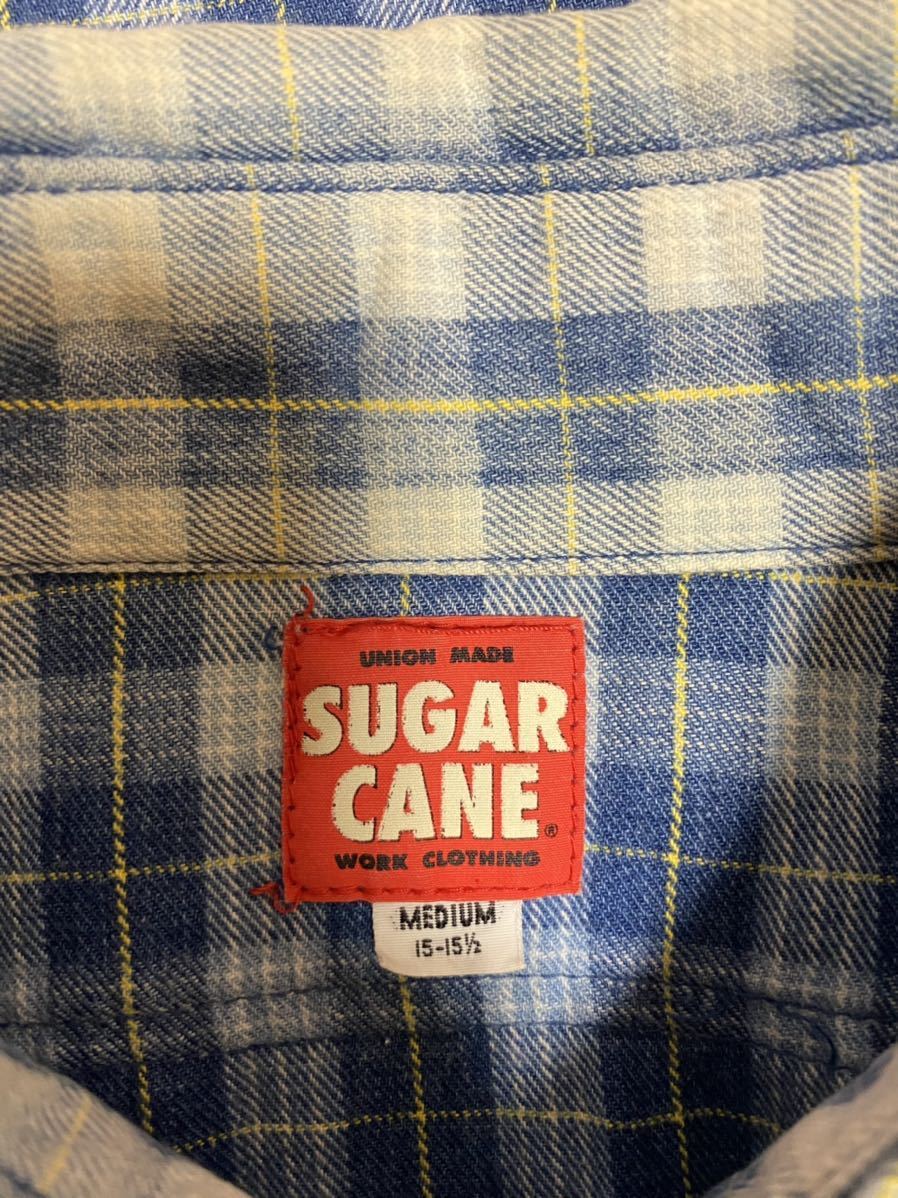 UNION MADE
SUGAR
CANE®
WORK CLOTHING
MEDIUM
15-15½